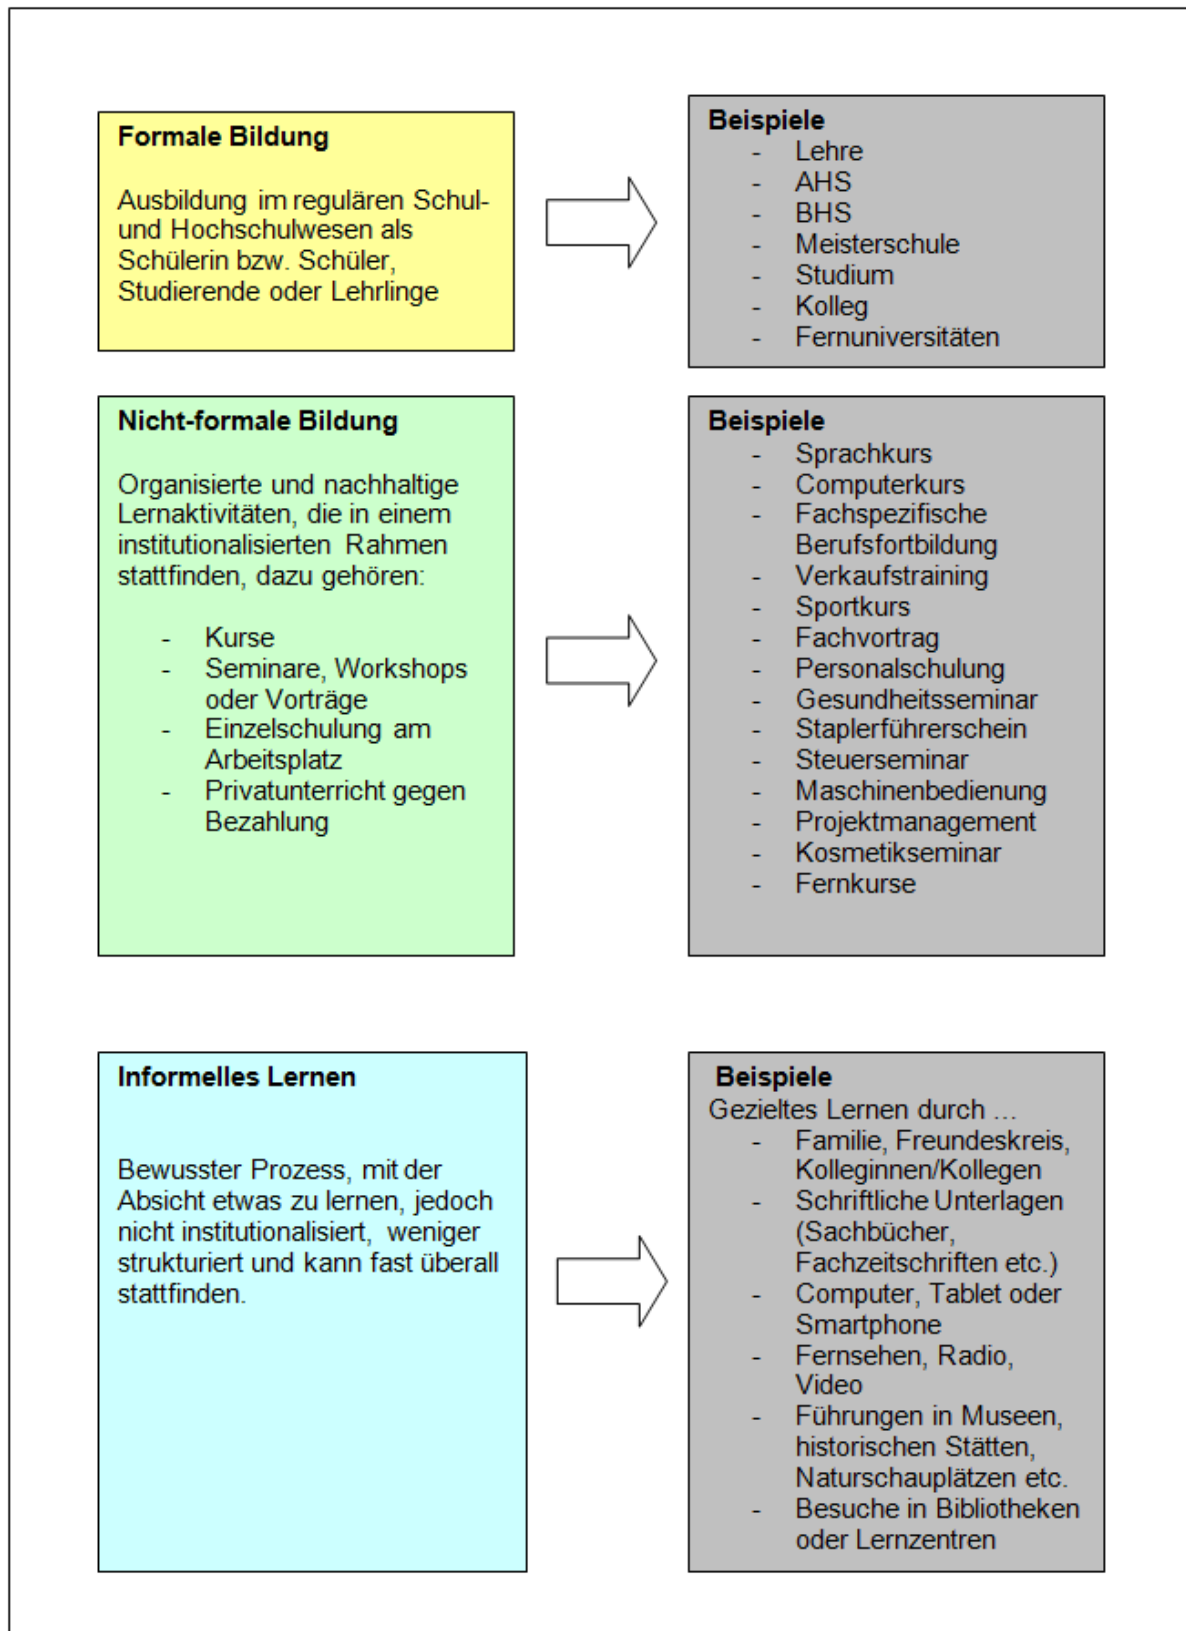 Formale Bildung
Ausbildung im regulären Schul-
und Hochschulwesen als
Schülerin bzw. Schüler,
Studierende oder Lehrlinge
Beispiele
- Lehre
- AHS
- BHS
- Meisterschule
- Studium
- Kolleg
- Fernuniversitäten
Nicht-formale Bildung
Organisierte und nachhaltige
Lernaktivitäten, die in einem
institutionalisierten Rahmen
stattfinden, dazu gehören:
- Kurse
- Seminare, Workshops
oder Vorträge
- Einzelschulung am
Arbeitsplatz
- Privatunterricht gegen
Bezahlung
Beispiele
- Sprachkurs
- Computerkurs
- Fachspezifische
Berufsfortbildung
- Verkaufstraining
- Sportkurs
- Fachvortrag
- Personalschulung
- Gesundheitsseminar
- Staplerführerschein
- Steuerseminar
- Maschinenbedienung
- Projektmanagement
- Kosmetikseminar
- Fernkurse
Informelles Lernen
Bewusster Prozess, mit der
Absicht etwas zu lernen, jedoch
nicht institutionalisiert, weniger
strukturiert und kann fast überall
stattfinden.
Beispiele
Gezieltes Lernen durch ...
- Familie, Freundeskreis,
Kolleginnen/Kollegen
- Schriftliche Unterlagen
(Sachbücher,
Fachzeitschriften etc.)
- Computer, Tablet oder
Smartphone
- Fernsehen, Radio,
Video
- Führungen in Museen,
historischen Stätten,
Naturschauplätzen etc.
- Besuche in Bibliotheken
oder Lernzentren